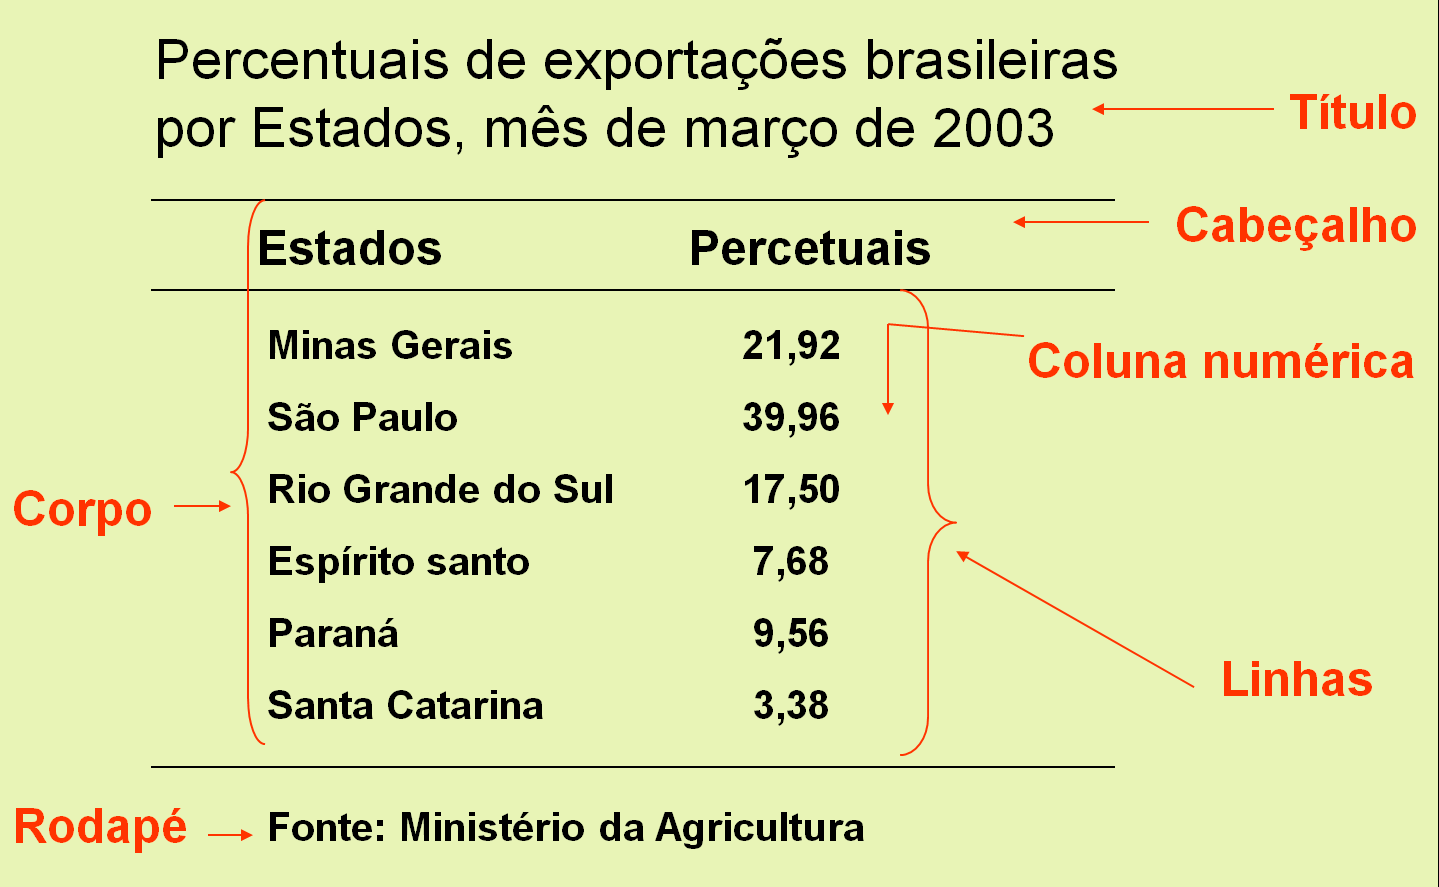 Percentuais de exportações brasileiras
por Estados, mês de março de 2003
Título
Cabeçalho
Estados Percetuais
Minas Gerais 21,92
Coluna numérica
São Paulo 39,96
Rio Grande do Sul 17,50
Corpo
Espírito santo 7,68
Paraná 9,56
Linhas
Santa Catarina 3,38
Rodapé Fonte: Ministério da Agricultura